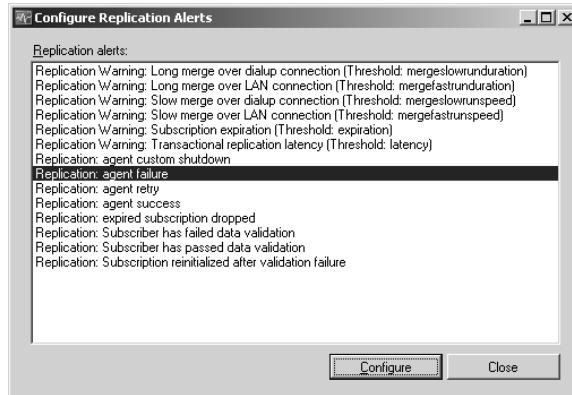 Configure Replication Alerts
Replication alerts:
Replication Warning: Long merge over dialup connection (Threshold: mergeslowrunduration)
Replication Warning: Long merge over LAN connection (Threshold: mergefastrunduration)
Replication Warning: Slow merge over dialup connection (Threshold: mergeslowrunspeed)
Replication Warning: Slow merge over LAN connection (Threshold: mergefastrunspeed)
Replication Warning: Subscription expiration (Threshold: expiration)
Replication Warning: Transactional replication latency (Threshold: latency)
Replication: agent custom shutdown
Replication: agent failure
Replication: agent retry
Replication: agent success
Replication: expired subscription dropped
Replication: Subscriber has failed data validation
Replication: Subscriber has passed data validation
Replication: Subscription reinitialized after validation failure
Configure Close